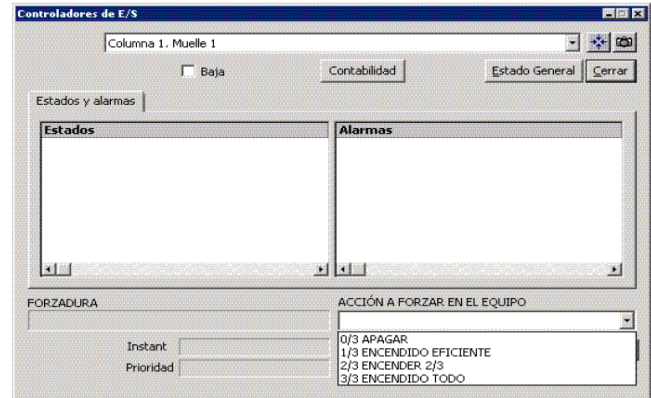 Controladores de E/S
Columna 1. Muelle 1
Baja
Contabilidad
Estado General
Cerrar
Estados y alarmas
Estados
Alarmas
FORZADURA
ACCIÓN A FORZAR EN EL EQUIPO
Instant
Prioridad
0/3 APAGAR
1/3 ENCENDIDO EFICIENTE
2/3 ENCENDER 2/3
3/3 ENCENDIDO TODO